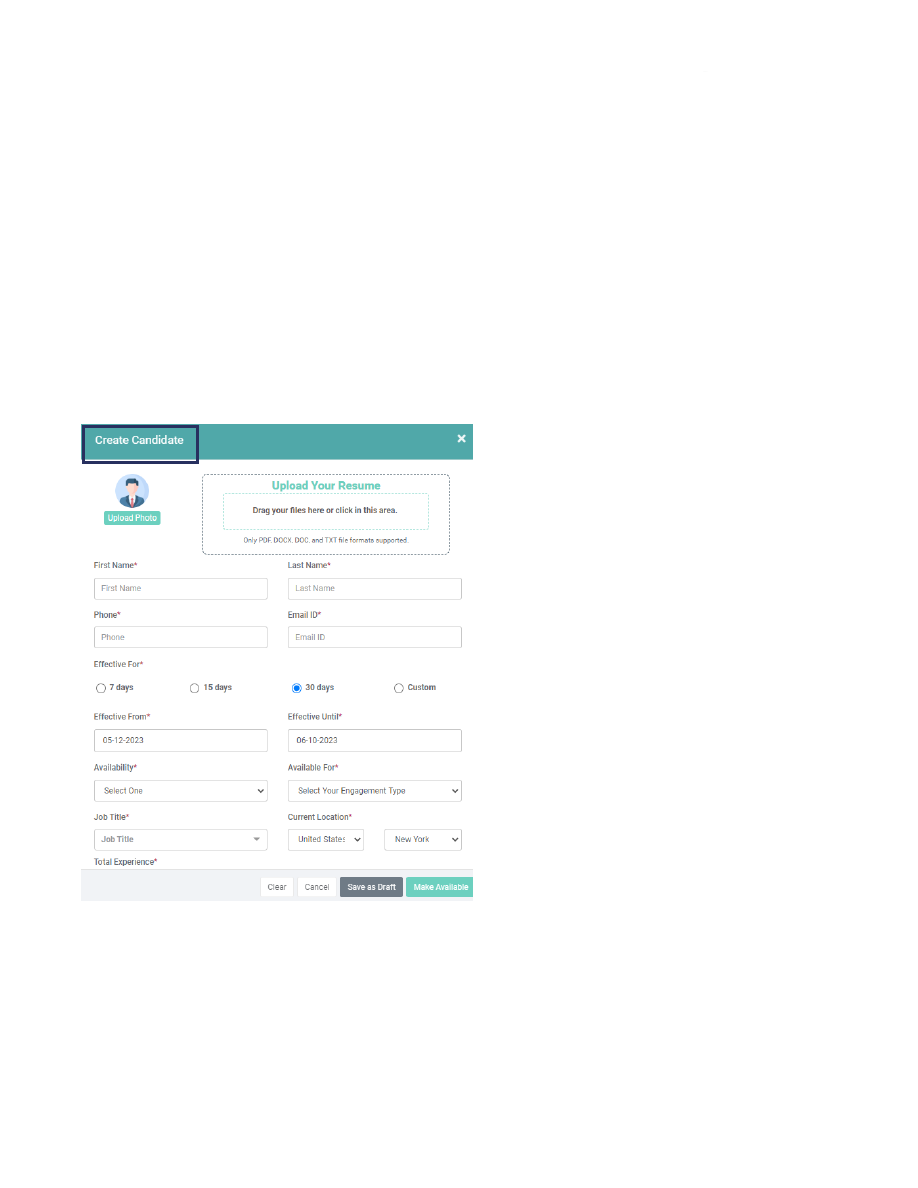 Create Candidate
Upload Your Resume
Drag your files here or click in this area.
Upload Photo
Only PDF, DOCX, DOC, and TXT file formats supported.
First Name* Last Name*
First Name Last Name
Phone* Email ID*
Phone Email ID
Effective For*
7 days 15 days 30 days Custom
Effective From* Effective Until*
05-12-2023 06-10-2023
Availability* Available For*
Select One Select Your Engagement Type
Job Title* Current Location*
Job Title United States New York
Total Experience*
Clear Cancel Save as Draft Make Available